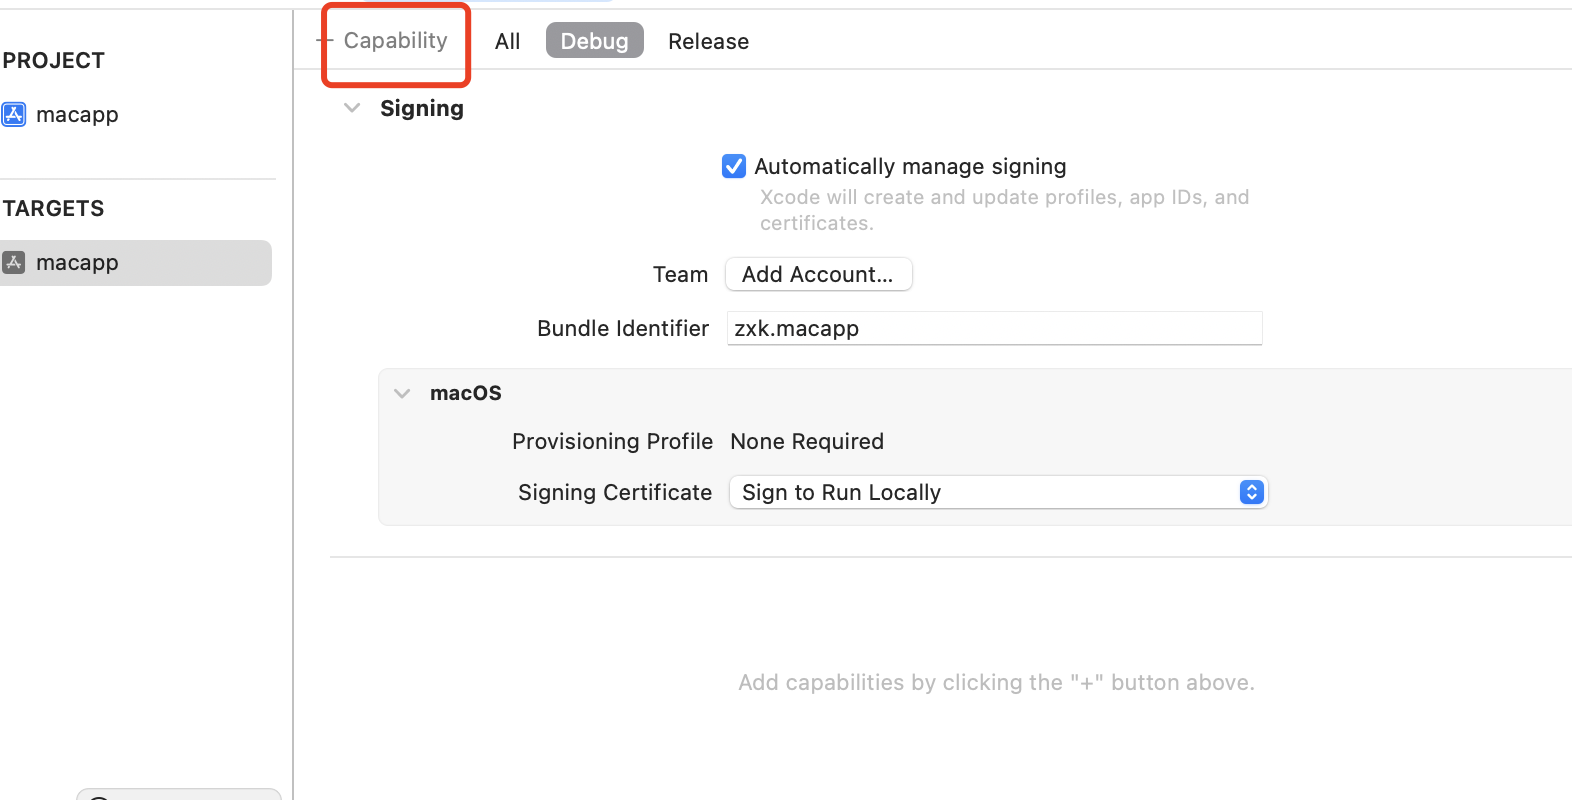 PROJECT
macapp
TARGETS
macapp
+ Capability All Debug Release
Signing
Automatically manage signing
Xcode will create and update profiles, app IDs, and
certificates.
Team Add Account...
Bundle Identifier zxk.macapp
macOS
Provisioning Profile None Required
Signing Certificate Sign to Run Locally
Add capabilities by clicking the "+" button above.